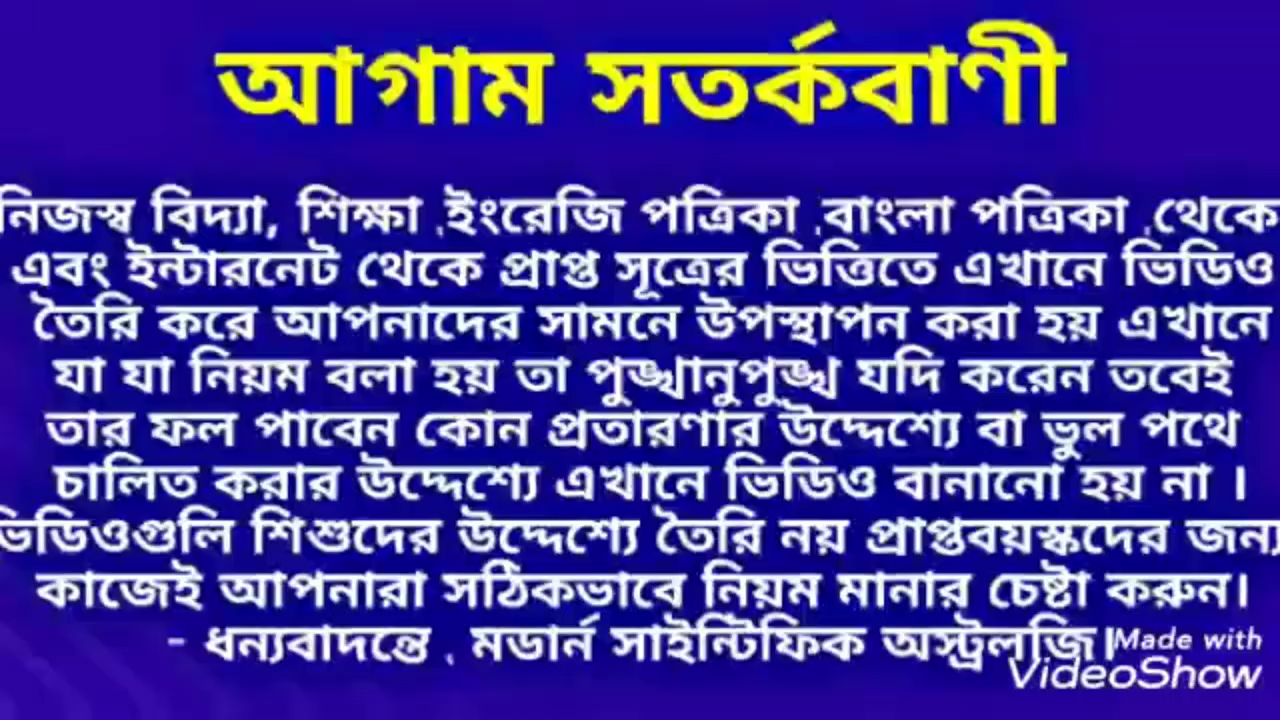 আগাম সতর্কবাণী
নিজস্ব বিদ্যা, শিক্ষা ,ইংরেজি পত্রিকা ,বাংলা পত্রিকা ,থেকে
এবং ইন্টারনেট থেকে প্রাপ্ত সূত্রের ভিত্তিতে এখানে ভিডিও
তৈরি করে আপনাদের সামনে উপস্থাপন করা হয় এখানে
যা যা নিয়ম বলা হয় তা পুঙ্খানুপুঙ্খ যদি করেন তবেই
তার ফল পাবেন কোন প্রতারণার উদ্দেশ্যে বা ভুল পথে
চালিত করার উদ্দেশ্যে এখানে ভিডিও বানানো হয় না ।
ভিডিওগুলি শিশুদের উদ্দেশ্যে তৈরি নয় প্রাপ্তবয়স্কদের জন্য
কাজেই আপনারা সঠিকভাবে নিয়ম মানার চেষ্টা করুন।
- ধন্যবাদন্তে , মডার্ন সাইন্টিফিক অস্ট্রলজি।
Made with
VideoShow